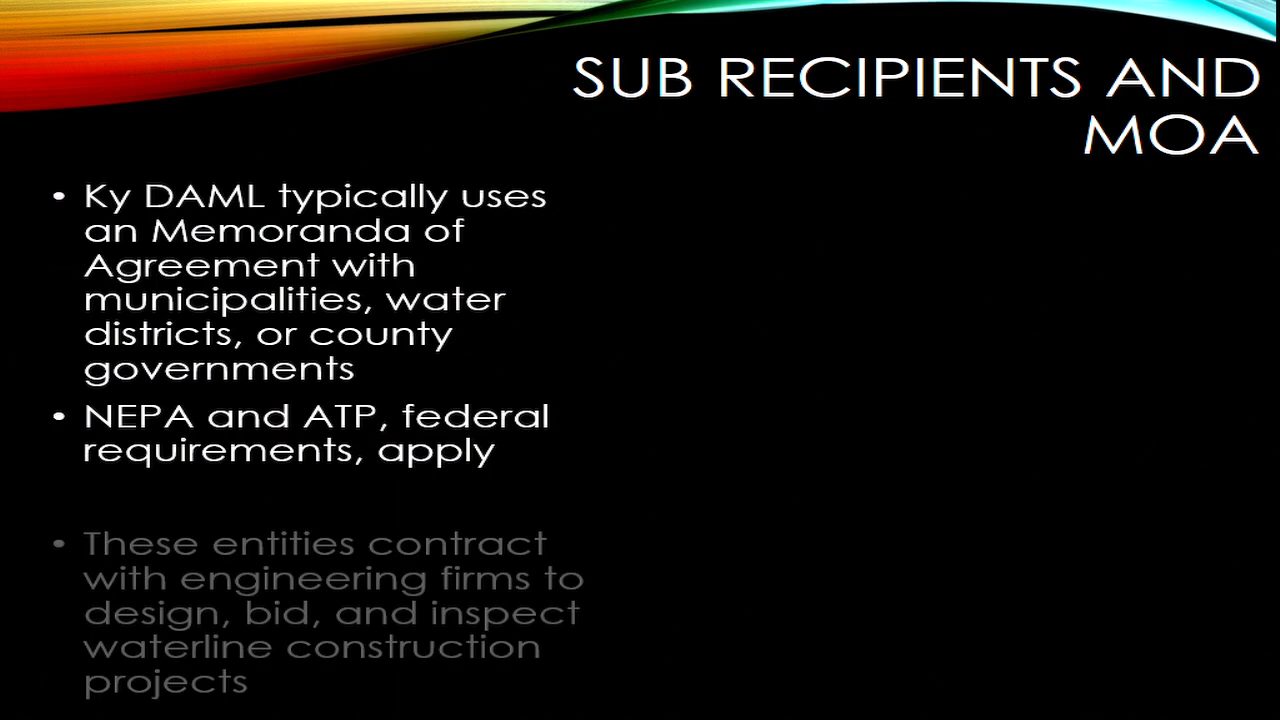 SUB RECIPIENTS AND
MOA
• Ky DAML typically uses
an Memoranda of
Agreement with
municipalities, water
districts, or county
governments
• NEPA and ATP, federal
requirements, apply
• These entities contract
with engineering firms to
design, bid, and inspect
waterline construction
projects